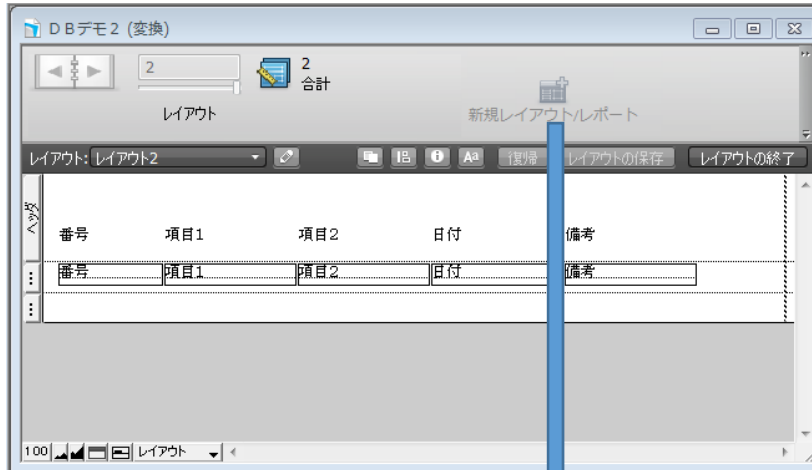 DBデモ2 (変換)
2
2
合計
レイアウト
新規レイアウト/レポート
レイアウト: レイアウト2
復帰 レイアウトの保存 レイアウトの終了
ヘッダ
番号 項目1 項目2 日付 備考
番号 項目1 項目2 日付 備考
100 レイアウト